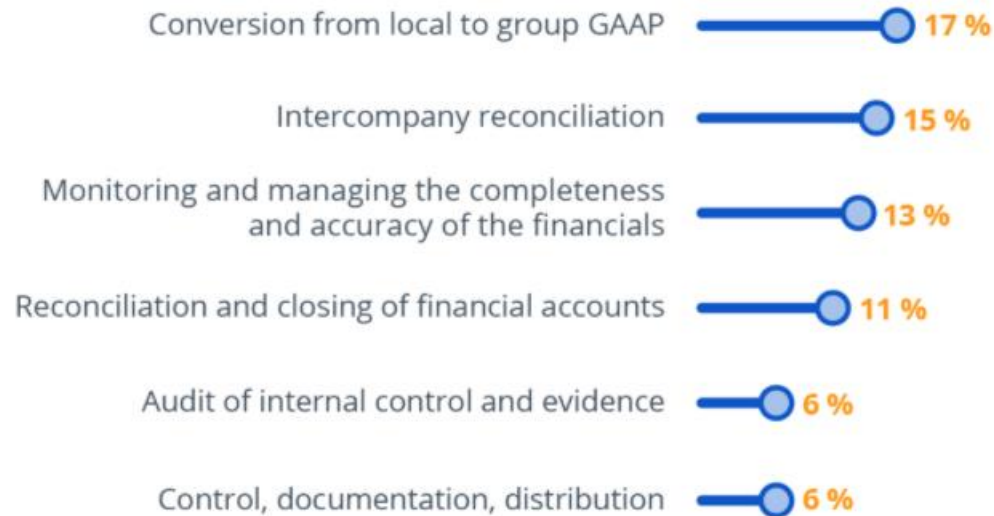 Conversion from local to group GAAP 17 %
Intercompany reconciliation 15 %
Monitoring and managing the completeness
and accuracy of the financials 13 %
Reconciliation and closing of financial accounts 11 %
Audit of internal control and evidence 6 %
Control, documentation, distribution 6 %